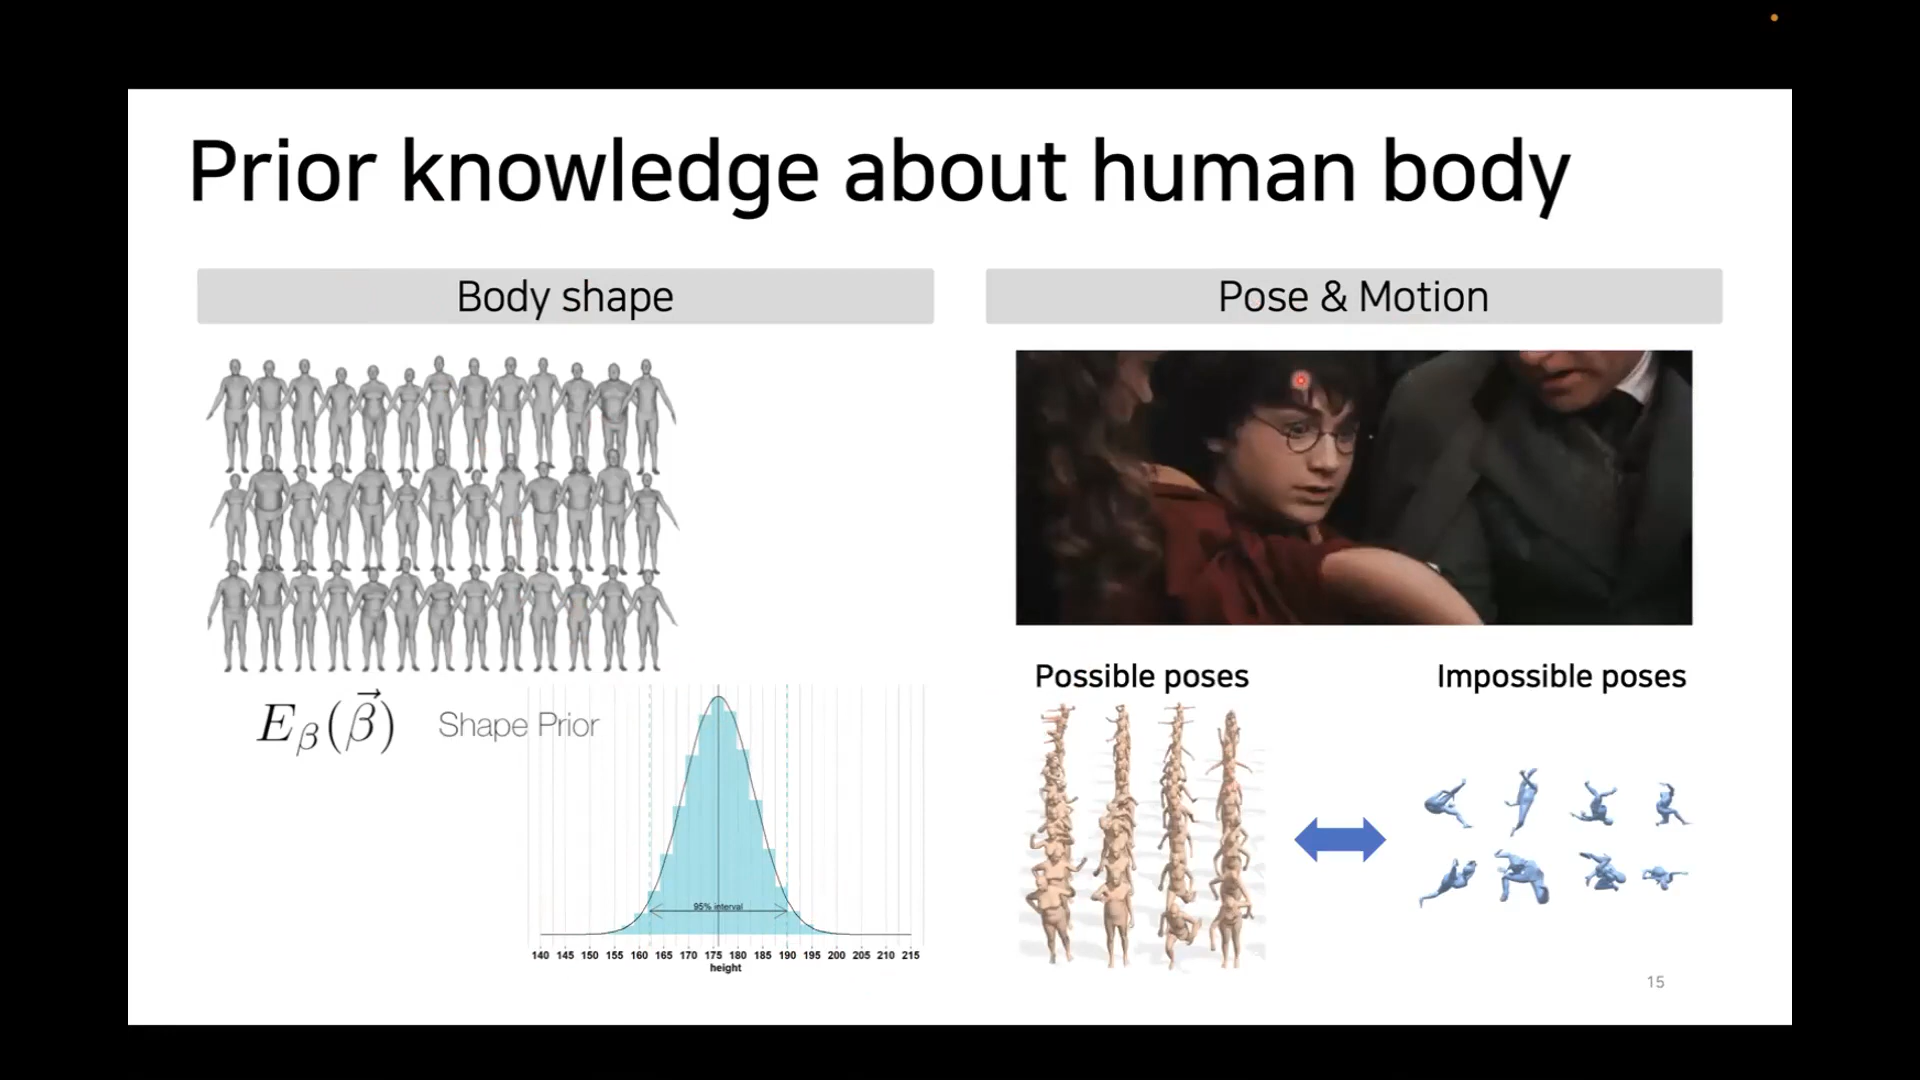 Prior knowledge about human body
Body shape
Pose & Motion
E_β(β⃗)
Shape Prior
95% interval
140 145 150 155 160 165 170 175 180 185 190 195 200 205 210 215
height
Possible poses
Impossible poses
15